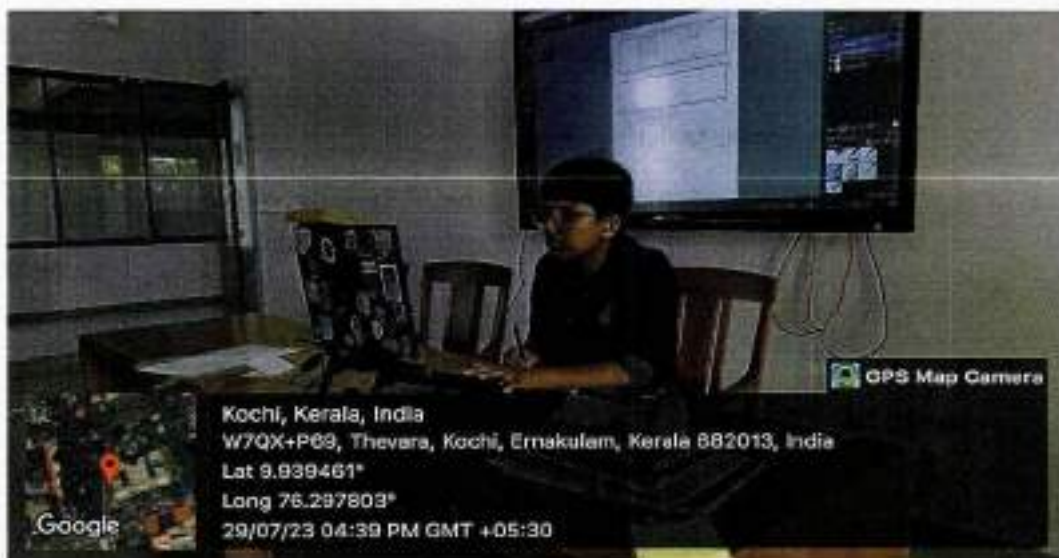 GPS Map Camera
Kochi, Kerala, India
W7QX+P69, Thevara, Kochi, Ernakulam, Kerala 682013, India
Lat 9.939461°
Long 76.297803°
29/07/23 04:39 PM GMT +05:30
Google